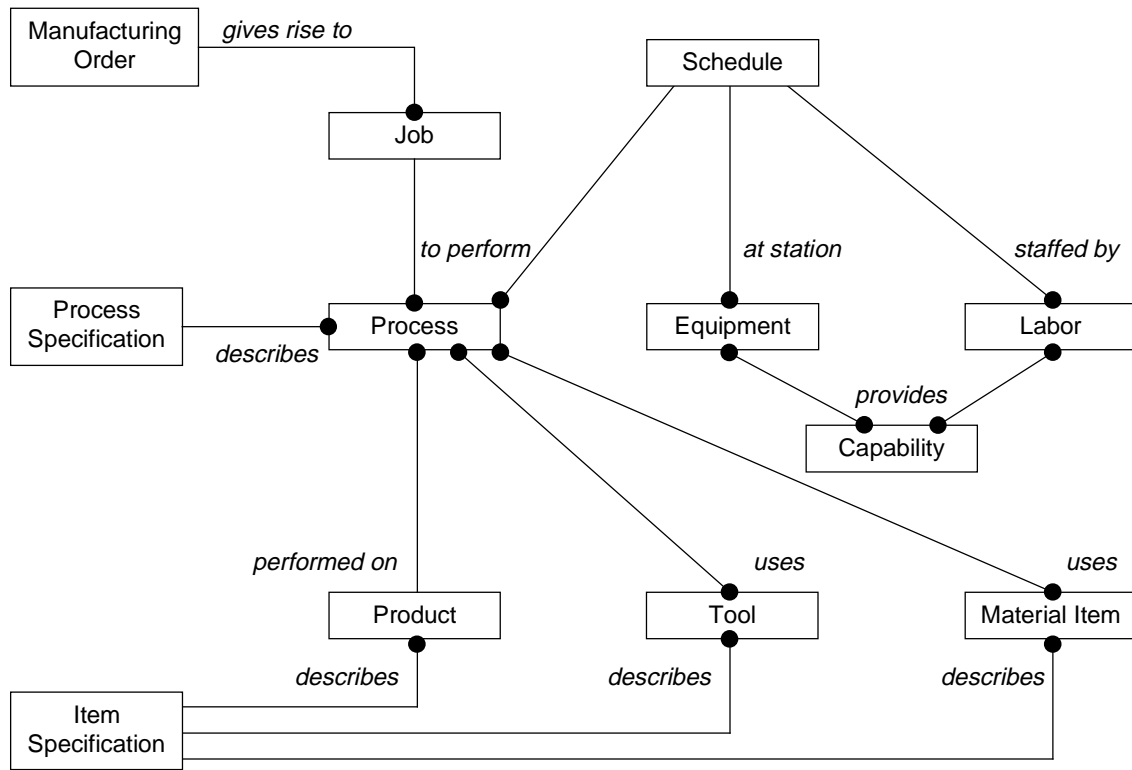 Manufacturing
Order
gives rise to
Schedule
Job
to perform
at station
staffed by
Process
Specification
describes
Process
Equipment
Labor
provides
Capability
performed on
uses
uses
Product
Tool
Material Item
describes
describes
describes
Item
Specification